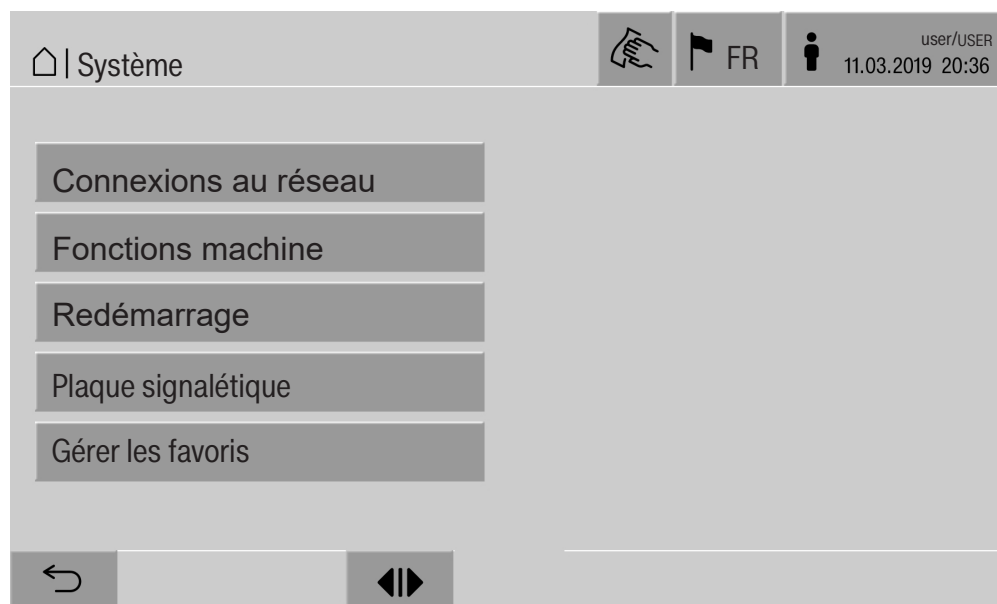 | Système
FR
user/USER
11.03.2019 20:36
Connexions au réseau
Fonctions machine
Redémarrage
Plaque signalétique
Gérer les favoris